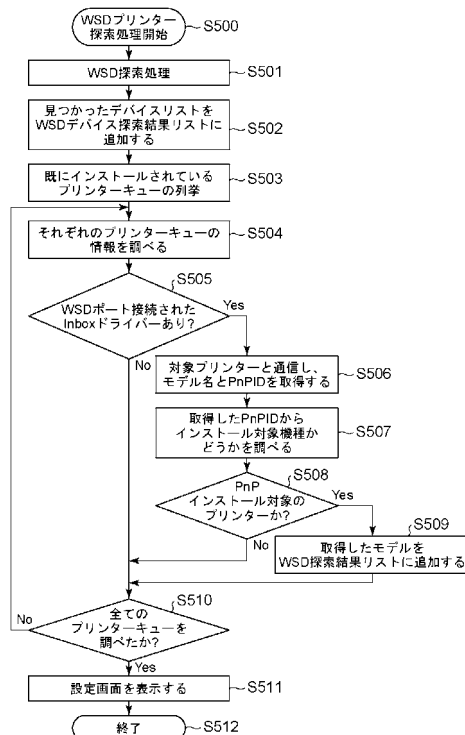 WSDプリンター
探索処理開始
S500
WSD探索処理
S501
見つかったデバイスリストを
WSDデバイス探索結果リストに
追加する
S502
既にインストールされている
プリンターキューの列挙
S503
それぞれのプリンターキューの
情報を調べる
S504
S505
WSDポート接続された
Inboxドライバーあり?
Yes
No
対象プリンターと通信し、
モデル名とPnPIDを取得する
S506
取得したPnPIDから
インストール対象機種か
どうかを調べる
S507
S508
PnP
インストール対象の
プリンターか?
Yes
No
S509
取得したモデルを
WSD探索結果リストに追加する
S510
全ての
プリンターキューを
調べたか?
No
Yes
設定画面を表示する
S511
終了
S512